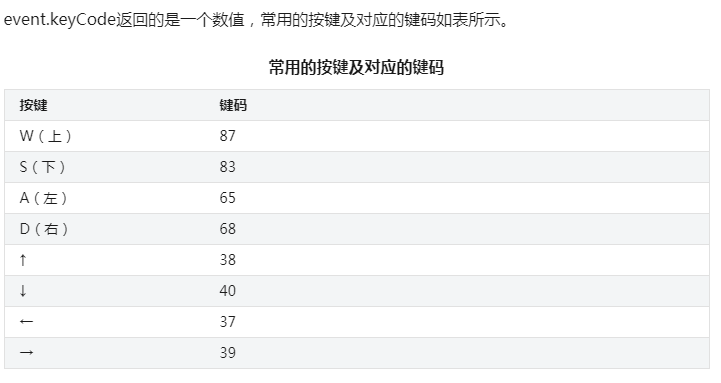 event.keyCode返回的是一个数值，常用的按键及对应的键码如表所示。
常用的按键及对应的键码
按键 键码
W（上） 87
S（下） 83
A（左） 65
D（右） 68
↑ 38
↓ 40
← 37
→ 39